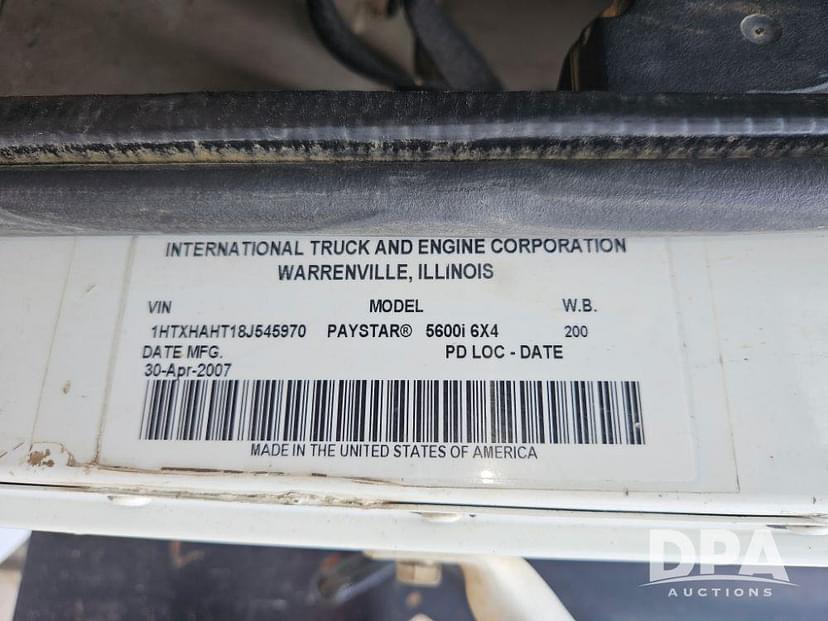 INTERNATIONAL TRUCK AND ENGINE CORPORATION
WARRENVILLE, ILLINOIS
VIN MODEL W.B.
1HTXHAHT18J545970 PAYSTAR® 5600i 6X4 200
DATE MFG. PD LOC - DATE
30-Apr-2007
MADE IN THE UNITED STATES OF AMERICA
DPA
AUCTIONS